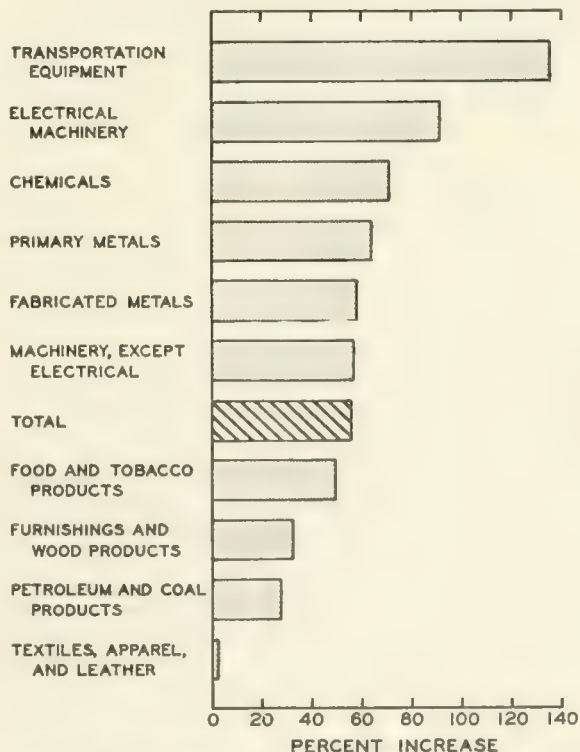 TRANSPORTATION
EQUIPMENT
ELECTRICAL
MACHINERY
CHEMICALS
PRIMARY METALS
FABRICATED METALS
MACHINERY, EXCEPT
ELECTRICAL
TOTAL
FOOD AND TOBACCO
PRODUCTS
FURNISHINGS AND
WOOD PRODUCTS
PETROLEUM AND COAL
PRODUCTS
TEXTILES, APPAREL,
AND LEATHER
0 20 40 60 80 100 120 140
PERCENT INCREASE